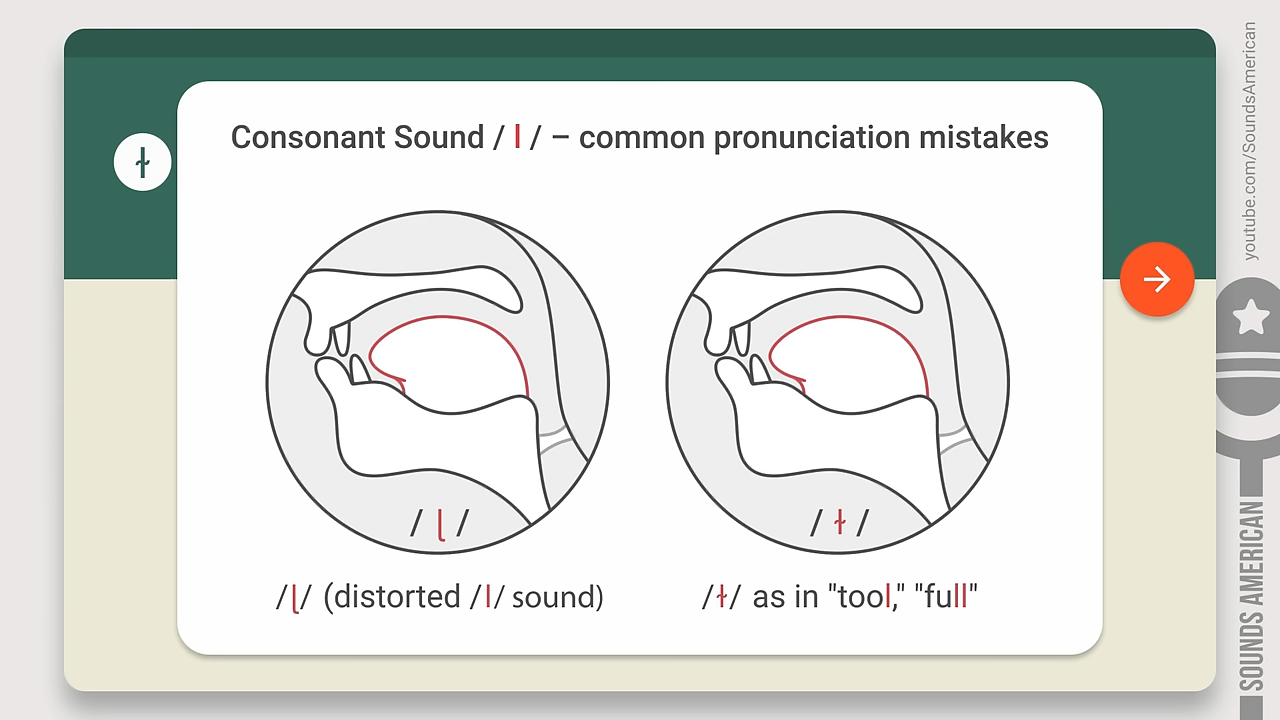 Consonant Sound / l / – common pronunciation mistakes
ɫ
/ ɭ /
/ ɫ /
/ɭ/ (distorted /l/ sound)
/ɫ/ as in "tool," "full"
youtube.com/SoundsAmerican
SOUNDS AMERICAN